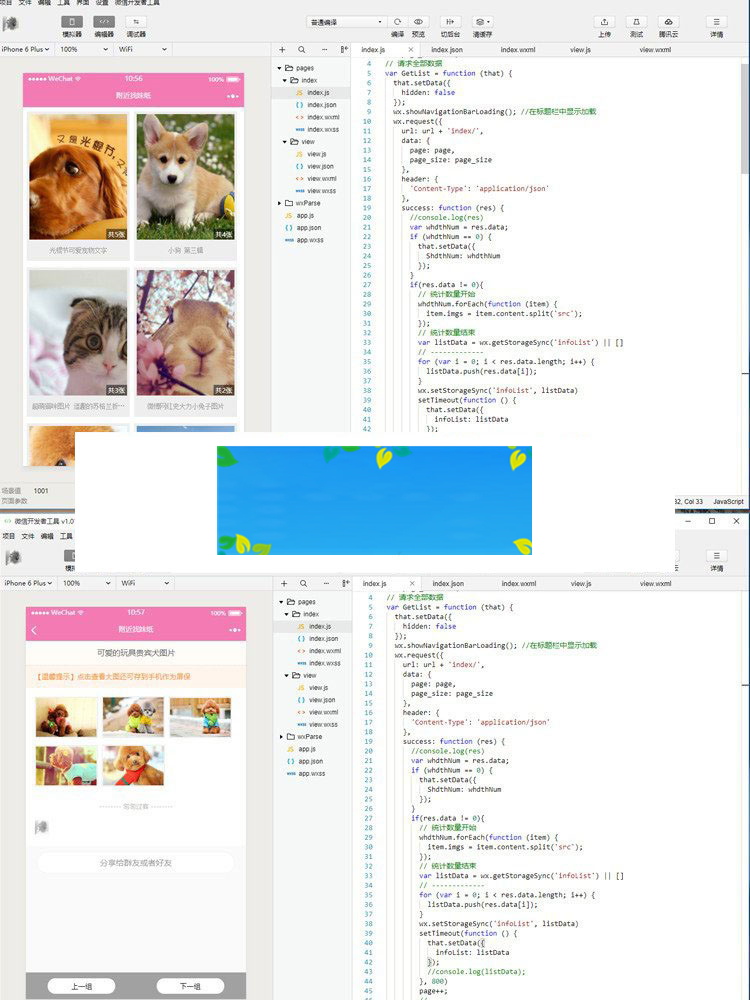 项目 文件 编辑 工具 界面 设置 微信开发者工具
普通编译
模拟器 编辑器 调试器
编译 预览 切后台 清缓存
上传 测试 腾讯云 详情
iPhone 6 Plus 100% WiFi
index.js index.json index.wxml view.js view.wxml
WeChat 10:56 100%
附近找妹纸
又是光棍节,
共5张
共4张
光棍节可爱宠物文字
小狗 第三辑
共3张
共2张
微博网红史大力小兔子图片
pages
index
index.js
index.json
index.wxml
index.wxss
view
view.js
view.json
view.wxml
view.wxss
wxParse
app.js
app.json
app.wxss
4 // 请求全部数据
5 var GetList = function (that) {
6 that.setData({
7 hidden: false
8 });
9 wx.showNavigationBarLoading(); //在标题栏中显示加载
10 wx.request({
11 url: url + 'index/',
12 data: {
13 page: page,
14 page_size: page_size
15 },
16 header: {
17 'Content-Type': 'application/json'
18 },
19 success: function (res) {
20 //console.log(res)
21 var whdthNum = res.data;
22 if (whdthNum == 0) {
23 that.setData({
24 ShdthNum: whdthNum
25 });
26 }
27 if(res.data != 0){
28 // 统计数量开始
29 whdthNum.forEach(function (item) {
30 item.imgs = item.content.split('src');
31 });
32 // 统计数量结束
33 var listData = wx.getStorageSync('infoList') || []
34 // -------------
35 for (var i = 0; i < res.data.length; i++) {
36 listData.push(res.data[i]);
37 }
38 wx.setStorageSync('infoList', listData)
39 setTimeout(function () {
40 that.setData({
41 infoList: listData
42 });
场景值 1001
页面参数
32, Col 33 JavaScript
微信开发者工具 v1.0
项目 文件 编辑 工具
模拟器
详情
iPhone 6 Plus 100% WiFi
index.js index.json index.wxml view.js view.wxml
WeChat 10:57 100%
附近找妹纸
可爱的玩具贵宾犬图片
【温馨提示】点击查看大图还可存到手机作为屏保
分享给群友或者好友
上一组 下一组
pages
index
index.js
index.json
index.wxml
index.wxss
view
view.js
view.json
view.wxml
view.wxss
wxParse
app.js
app.json
app.wxss
4 // 请求全部数据
5 var GetList = function (that) {
6 that.setData({
7 hidden: false
8 });
9 wx.showNavigationBarLoading(); //在标题栏中显示加载
10 wx.request({
11 url: url + 'index/',
12 data: {
13 page: page,
14 page_size: page_size
15 },
16 header: {
17 'Content-Type': 'application/json'
18 },
19 success: function (res) {
20 //console.log(res)
21 var whdthNum = res.data;
22 if (whdthNum == 0) {
23 that.setData({
24 ShdthNum: whdthNum
25 });
26 }
27 if(res.data != 0){
28 // 统计数量开始
29 whdthNum.forEach(function (item) {
30 item.imgs = item.content.split('src');
31 });
32 // 统计数量结束
33 var listData = wx.getStorageSync('infoList') || []
34 // -------------
35 for (var i = 0; i < res.data.length; i++) {
36 listData.push(res.data[i]);
37 }
38 wx.setStorageSync('infoList', listData)
39 setTimeout(function () {
40 that.setData({
41 infoList: listData
42 });
43 //console.log(listData);
44 }, 800)
45 page++;